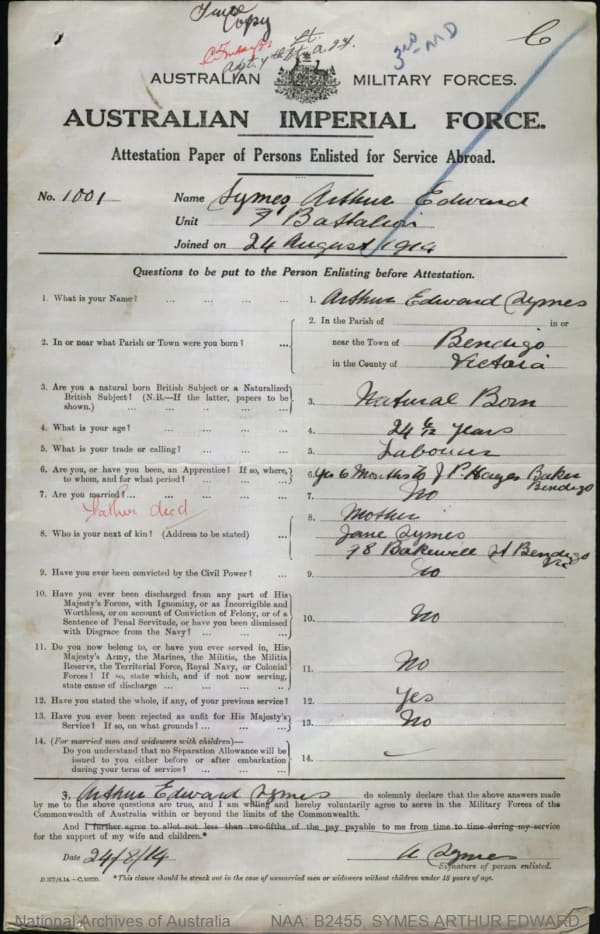 True Copy
3rd MD
C
AUSTRALIAN MILITARY FORCES.
AUSTRALIAN IMPERIAL FORCE.
Attestation Paper of Persons Enlisted for Service Abroad.
No. 1001 Name Symes Arthur Edward
Unit 7 Battalion
Joined on 24 August 1914
Questions to be put to the Person Enlisting before Attestation.
1. What is your Name? ... ... ... ... 1. Arthur Edward Symes
2. In or near what Parish or Town were you born? ... 2. In the Parish of in or
near the Town of Bendigo
in the County of Victoria
3. Are you a natural born British Subject or a Naturalized
British Subject? (N.B.—If the latter, papers to be
shown.) ... ... ... ... ... 3. Natural Born
4. What is your age? ... ... ... ... 4. 24 6/12 years
5. What is your trade or calling? ... ... ... 5. Labourer
6. Are you, or have you been, an Apprentice? If so, where,
to whom, and for what period? ... ... ... 6. Yes 6 Months to J P. Hayes Baker
Bendigo
7. Are you married? ... ... ... ... ... 7. No
Father died
8. Who is your next of kin? (Address to be stated) ... 8. Mother
Jane Symes
98 Bakewell St Bendigo
Vic
9. Have you ever been convicted by the Civil Power? ... 9. No
10. Have you ever been discharged from any part of His
Majesty's Forces, with Ignominy, or as Incorrigible and
Worthless, or on account of Conviction of Felony, or of a
Sentence of Penal Servitude, or have you been dismissed
with Disgrace from the Navy? ... ... ... 10. No
11. Do you now belong to, or have you ever served in, His
Majesty's Army, the Marines, the Militia, the Militia
Reserve, the Territorial Force, Royal Navy, or Colonial
Forces? If so, state which, and if not now serving,
state cause of discharge ... ... ... ... 11. No
12. Have you stated the whole, if any, of your previous service? 12. Yes
13. Have you ever been rejected as unfit for His Majesty's
Service? If so, on what grounds? ... ... ... 13. No
14. (For married men and widowers with children)—
Do you understand that no Separation Allowance will be
issued to you either before or after embarkation
during your term of service? ... ... ... 14. —
I, Arthur Edward Symes do solemnly declare that the above answers made
by me to the above questions are true, and I am willing and hereby voluntarily agree to serve in the Military Forces of the
Commonwealth of Australia within or beyond the limits of the Commonwealth.
And I further agree to allot not less than two-fifths of the pay payable to me from time to time during my service
for the support of my wife and children.*
Date 24/8/14 A Symes
Signature of person enlisted.
D.277/8.14.—C.10220. *This clause should be struck out in the case of unmarried men or widowers without children under 18 years of age.
National Archives of Australia NAA: B2455, SYMES ARTHUR EDWARD